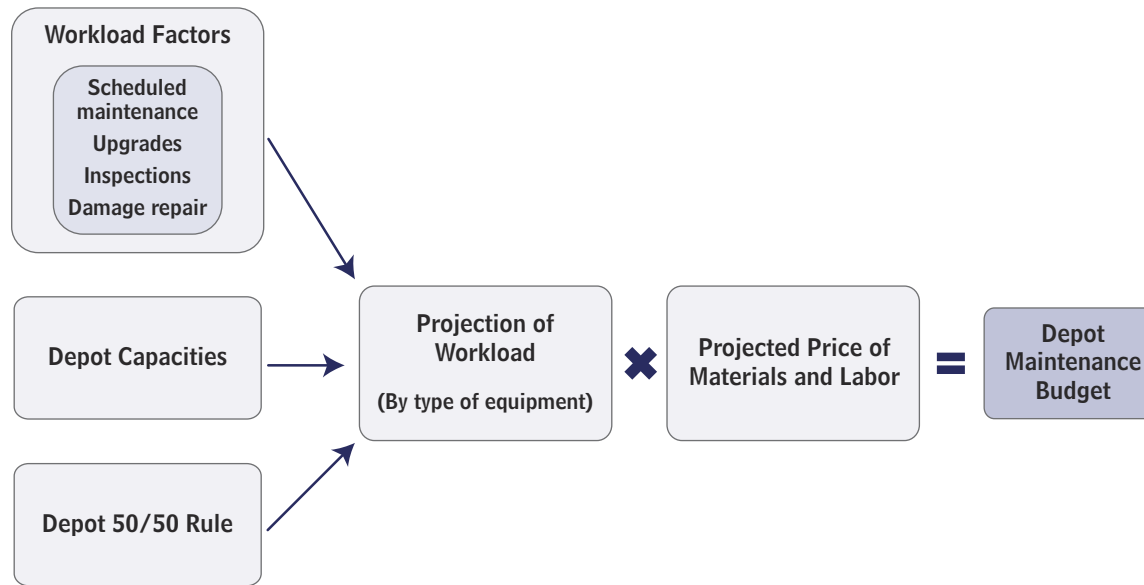 Workload Factors
Scheduled
maintenance
Upgrades
Inspections
Damage repair
Depot Capacities
Depot 50/50 Rule
Projection of
Workload
(By type of equipment)
Projected Price of
Materials and Labor
Depot
Maintenance
Budget